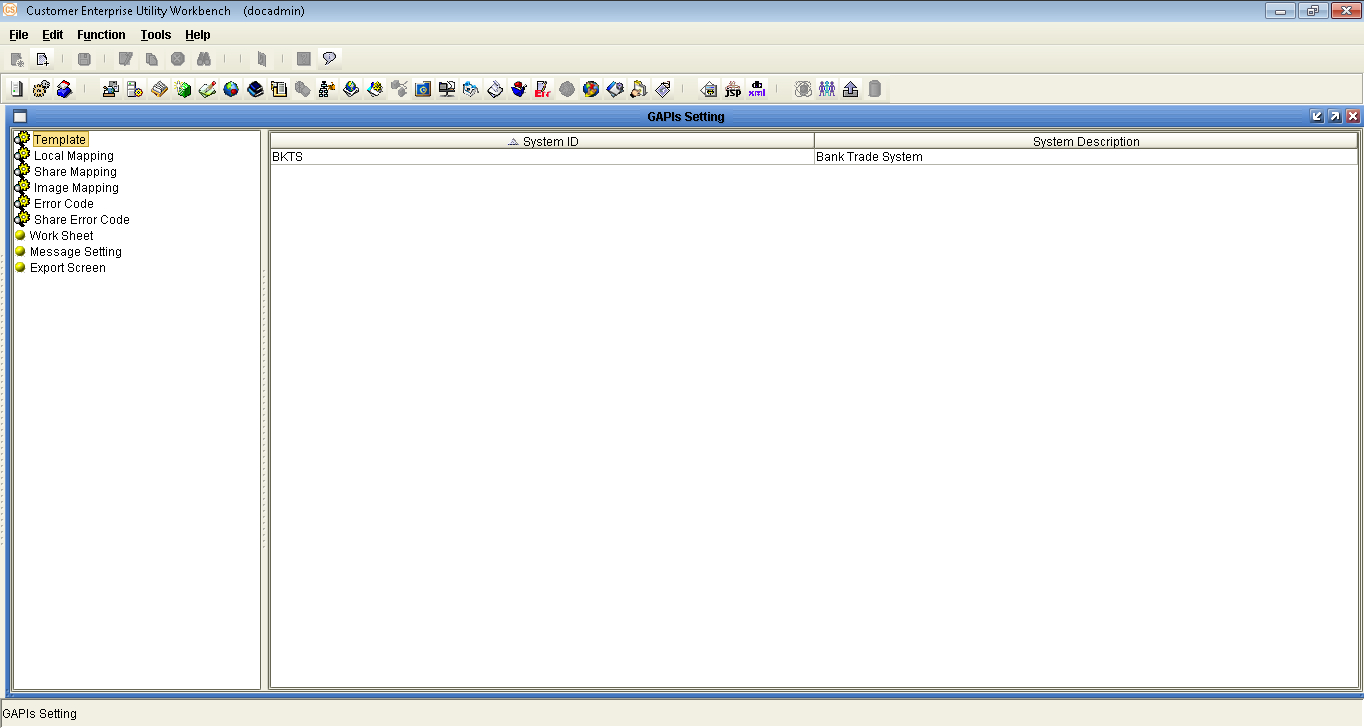 CS Customer Enterprise Utility Workbench (docadmin)
File Edit Function Tools Help
jsp xml
GAPIs Setting
System ID System Description
BKTS Bank Trade System
Template
Local Mapping
Share Mapping
Image Mapping
Error Code
Share Error Code
Work Sheet
Message Setting
Export Screen
GAPIs Setting